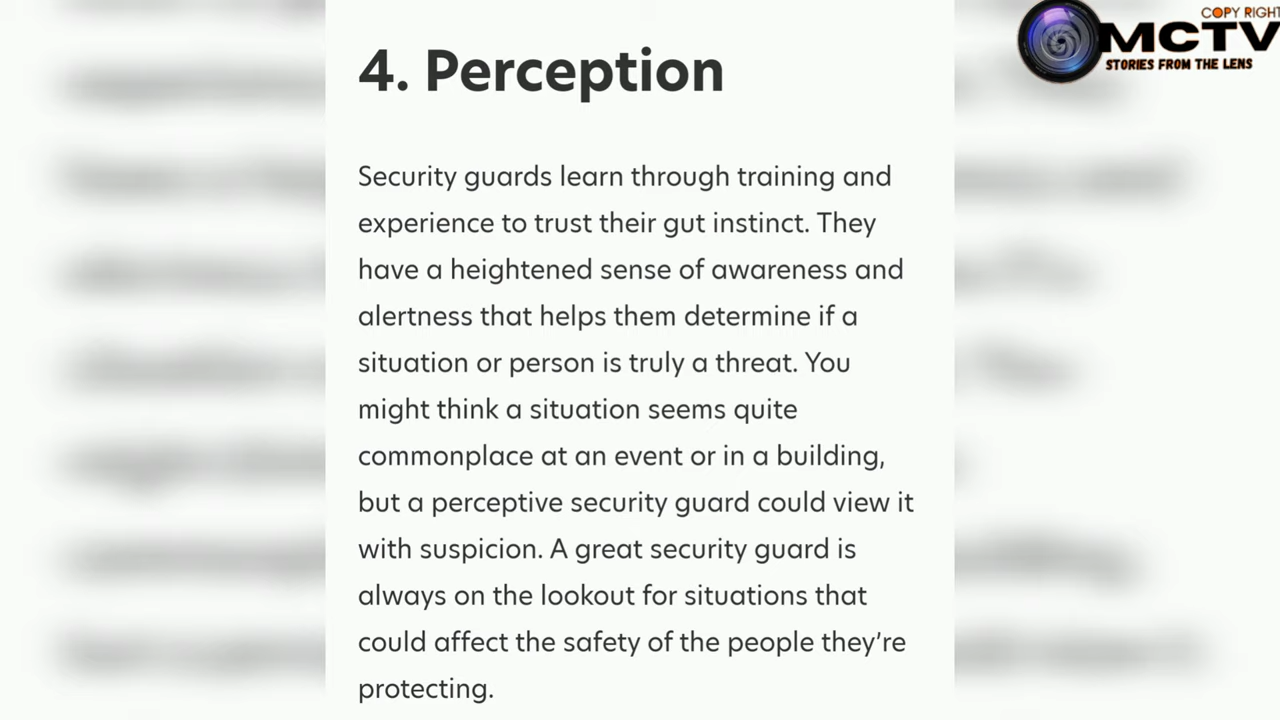 COPY RIGHT
MCTV
STORIES FROM THE LENS
4. Perception
Security guards learn through training and
experience to trust their gut instinct. They
have a heightened sense of awareness and
alertness that helps them determine if a
situation or person is truly a threat. You
might think a situation seems quite
commonplace at an event or in a building,
but a perceptive security guard could view it
with suspicion. A great security guard is
always on the lookout for situations that
could affect the safety of the people they’re
protecting.